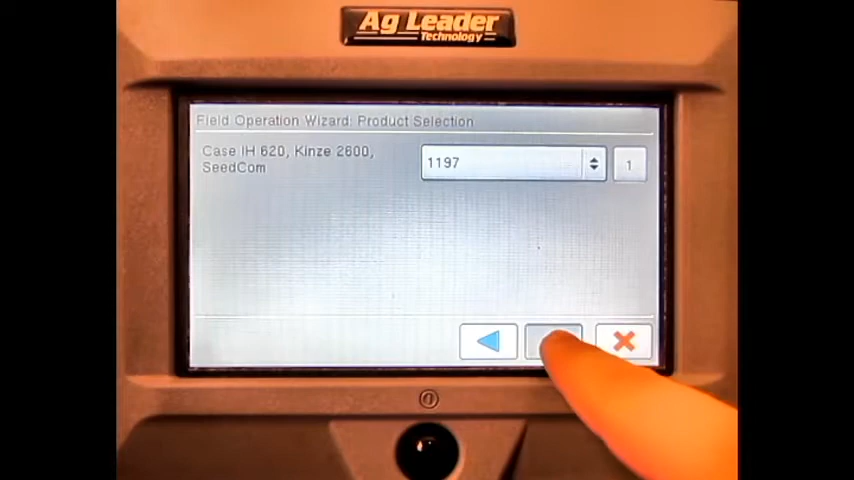 Ag Leader
Technology
Field Operation Wizard: Product Selection
Case IH 620, Kinze 2600,
SeedCom
1197
1